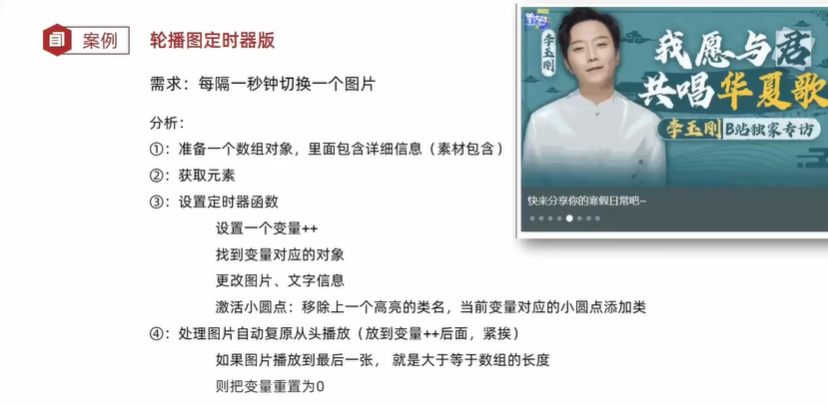 案例
轮播图定时器版
需求：每隔一秒钟切换一个图片
分析：
①：准备一个数组对象，里面包含详细信息（素材包含）
②：获取元素
③：设置定时器函数
设置一个变量++
找到变量对应的对象
更改图片、文字信息
激活小圆点：移除上一个高亮的类名，当前变量对应的小圆点添加类
④：处理图片自动复原从头播放（放到变量++后面，紧挨）
如果图片播放到最后一张， 就是大于等于数组的长度
则把变量重置为0
李玉刚
我愿与君
共唱华夏歌
李玉刚 B站独家专访
快来分享你的寒假日常吧~